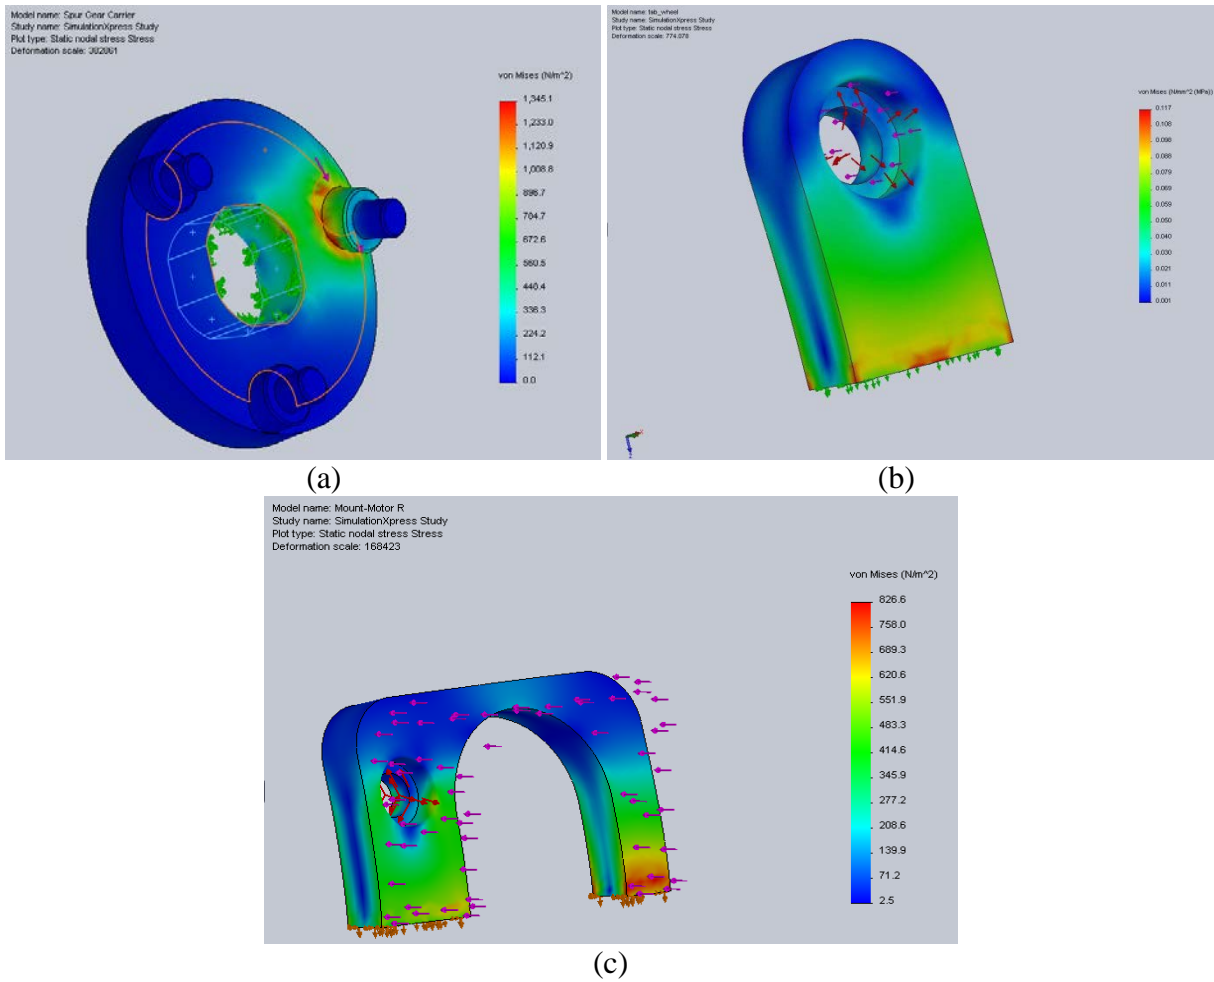 Model name: Spur Gear Carrier
Study name: SimulationXpress Study
Plot type: Static nodal stress Stress
Deformation scale: 302061
von Mises (N/m^2)
1,345.1
1,233.0
1,120.9
1,008.8
896.7
704.7
672.6
560.5
440.4
336.3
224.2
112.1
0.0
(a)
Model name: tab_wheel
Study name: SimulationXpress Study
Plot type: Static nodal stress Stress
Deformation scale: 774.078
von Mises (N/mm^2 (MPa))
0.117
0.108
0.098
0.088
0.079
0.069
0.059
0.050
0.040
0.030
0.021
0.011
0.001
(b)
Model name: Mount-Motor R
Study name: SimulationXpress Study
Plot type: Static nodal stress Stress
Deformation scale: 168423
von Mises (N/m^2)
826.6
758.0
689.3
620.6
551.9
483.3
414.6
345.9
277.2
208.6
139.9
71.2
2.5
(c)